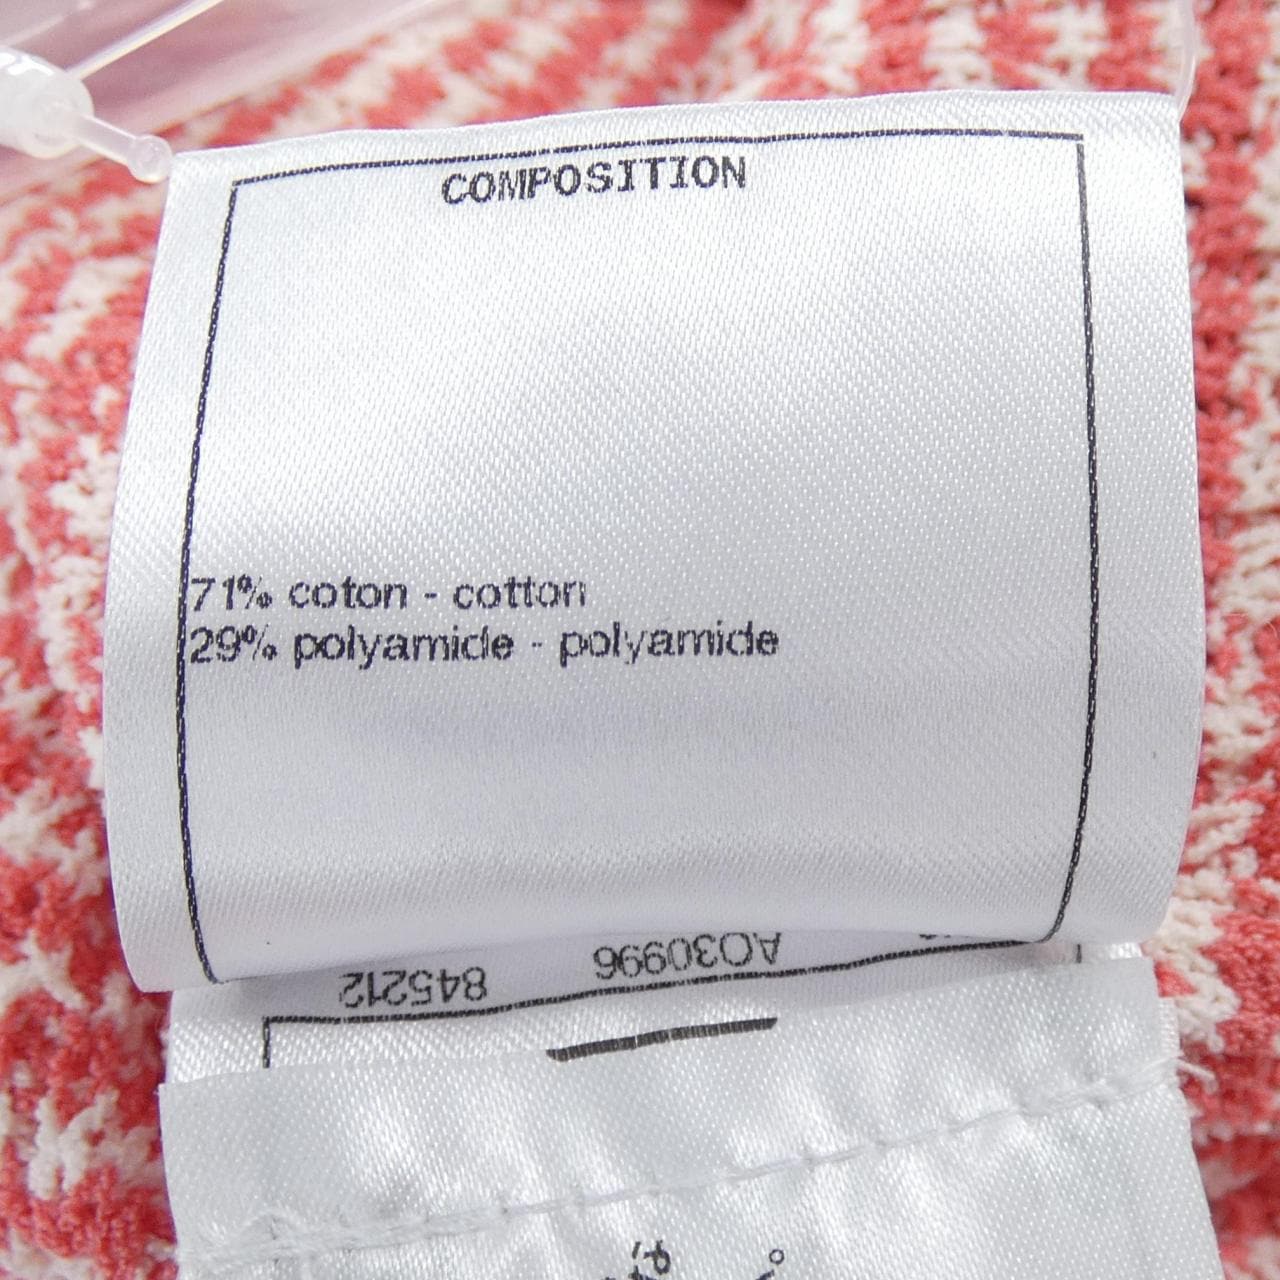 COMPOSITION
71% coton - cotton
29% polyamide - polyamide
845212 AO30996